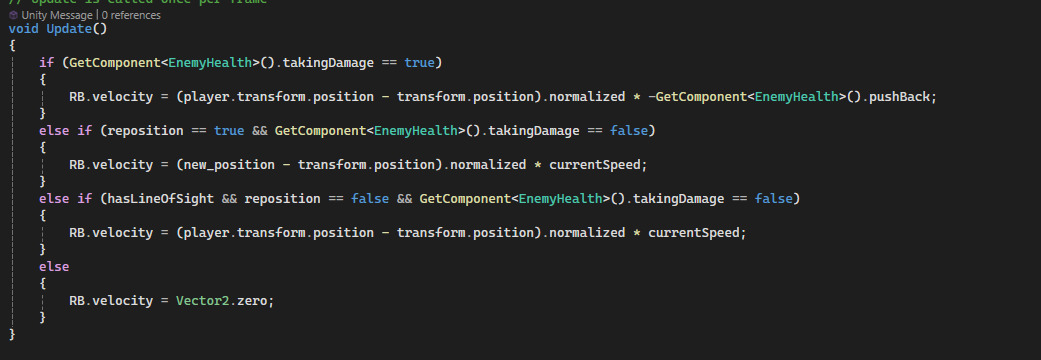 // Update is called once per frame
Unity Message | 0 references
void Update()
{
if (GetComponent<EnemyHealth>().takingDamage == true)
{
RB.velocity = (player.transform.position - transform.position).normalized * -GetComponent<EnemyHealth>().pushBack;
}
else if (reposition == true && GetComponent<EnemyHealth>().takingDamage == false)
{
RB.velocity = (new_position - transform.position).normalized * currentSpeed;
}
else if (hasLineOfSight && reposition == false && GetComponent<EnemyHealth>().takingDamage == false)
{
RB.velocity = (player.transform.position - transform.position).normalized * currentSpeed;
}
else
{
RB.velocity = Vector2.zero;
}
}